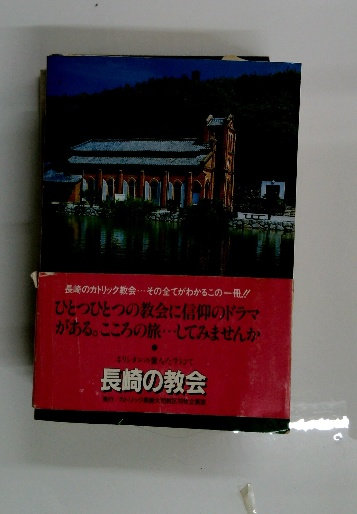 長崎のカトリック教会…その全てがわかるこの一冊!!
ひとつひとつの教会に信仰のドラマ
がある。こころの旅…してみませんか
長崎の教会